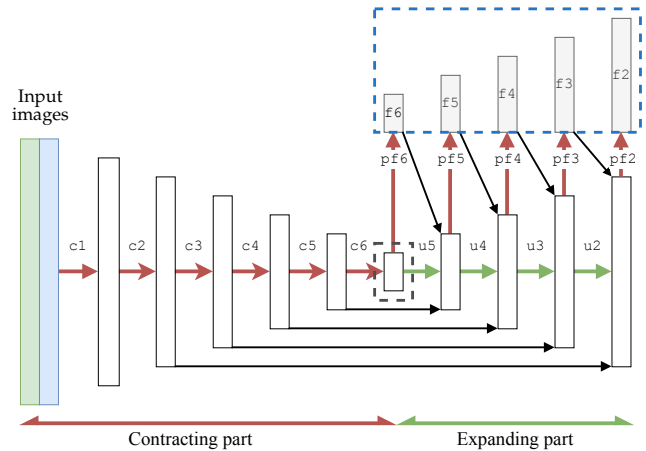 f6
f5
f4
f3
f2
Input
images
pf6
pf5
pf4
pf3
pf2
c1
c2
c3
c4
c5
c6
u5
u4
u3
u2
Contracting part
Expanding part